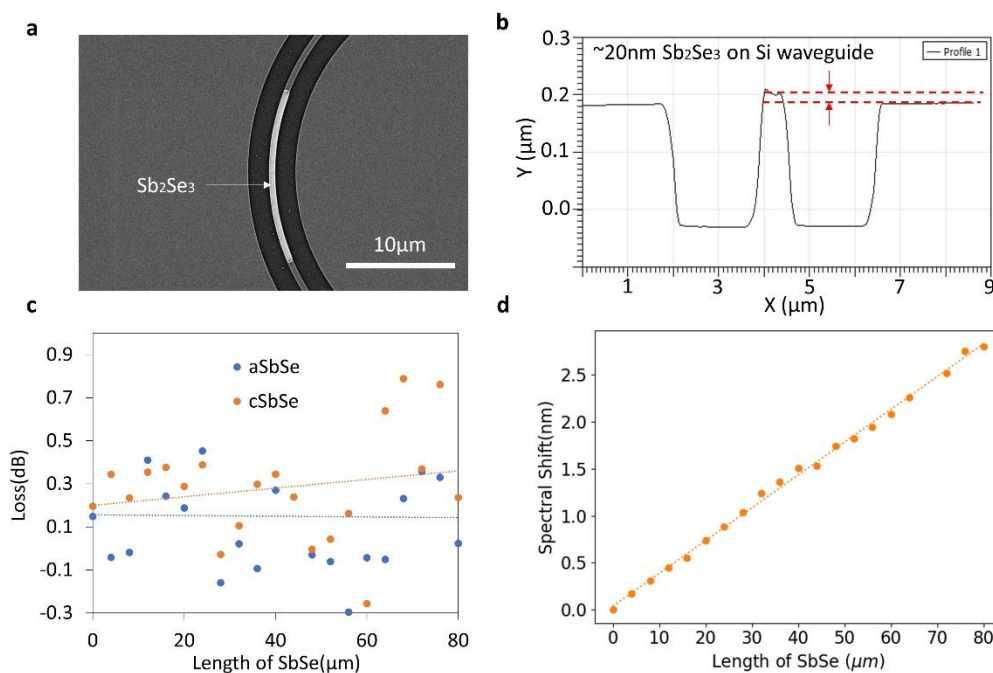 a
Sb₂Se₃
10μm
b
~20nm Sb₂Se₃ on Si waveguide
Profile 1
Y (μm)
0.3
0.2
0.1
0.0
1
3
5
7
9
X (μm)
c
aSbSe
cSbSe
Loss(dB)
0.9
0.7
0.5
0.3
0.1
-0.1
-0.3
0
20
40
60
80
Length of SbSe(μm)
d
Spectral Shift(nm)
2.5
2.0
1.5
1.0
0.5
0.0
0
10
20
30
40
50
60
70
80
Length of SbSe (μm)